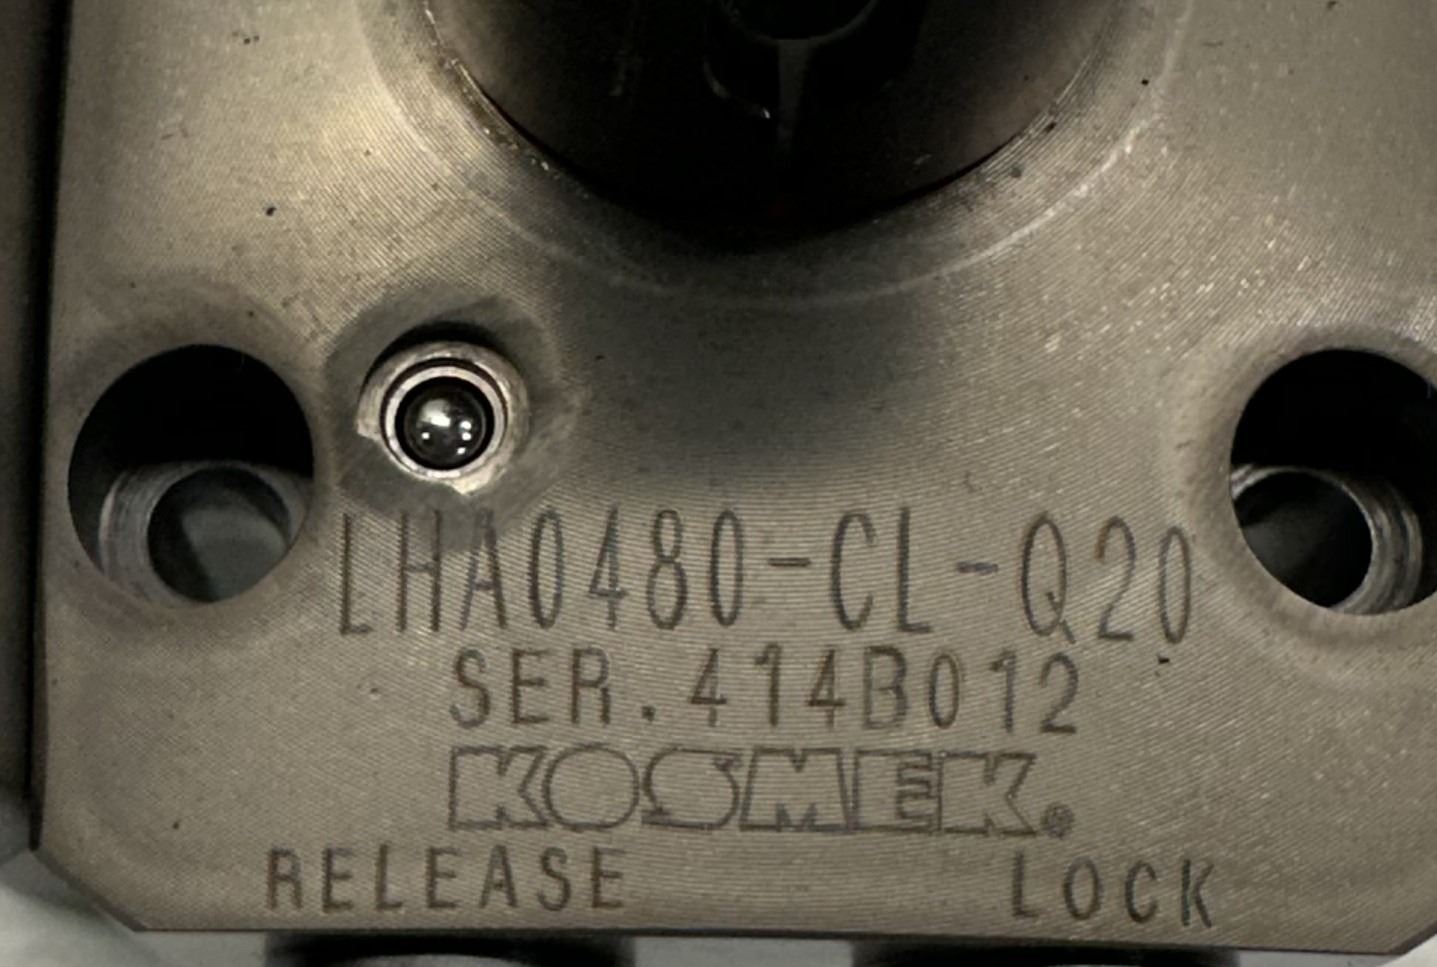 LHA0480-CL-Q20
SER.414B012
KOSMEK®
RELEASE LOCK